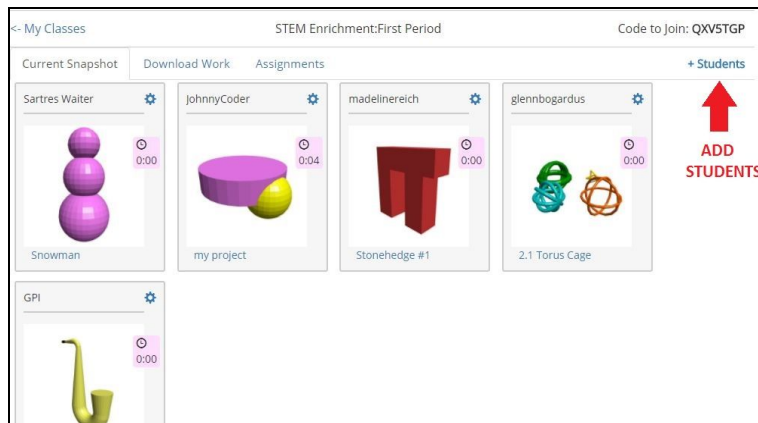 <- My Classes STEM Enrichment:First Period Code to Join: QXV5TGP
Current Snapshot Download Work Assignments + Students
Sartres Waiter JohnnyCoder madelinereich glennbogardus
0:00 0:04 0:00 0:00
ADD
STUDENTS
Snowman my project Stonehedge #1 2.1 Torus Cage
GPI
0:00